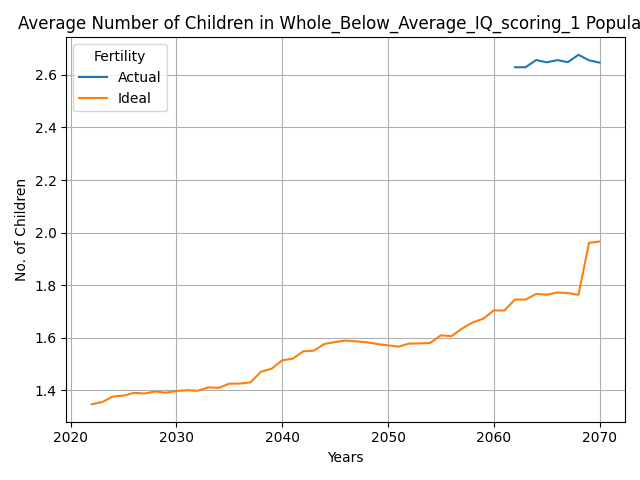 Average Number of Children in Whole_Below_Average_IQ_scoring_1 Popula
Fertility
Actual
Ideal
No. of Children
2.6
2.4
2.2
2.0
1.8
1.6
1.4
2020 2030 2040 2050 2060 2070
Years